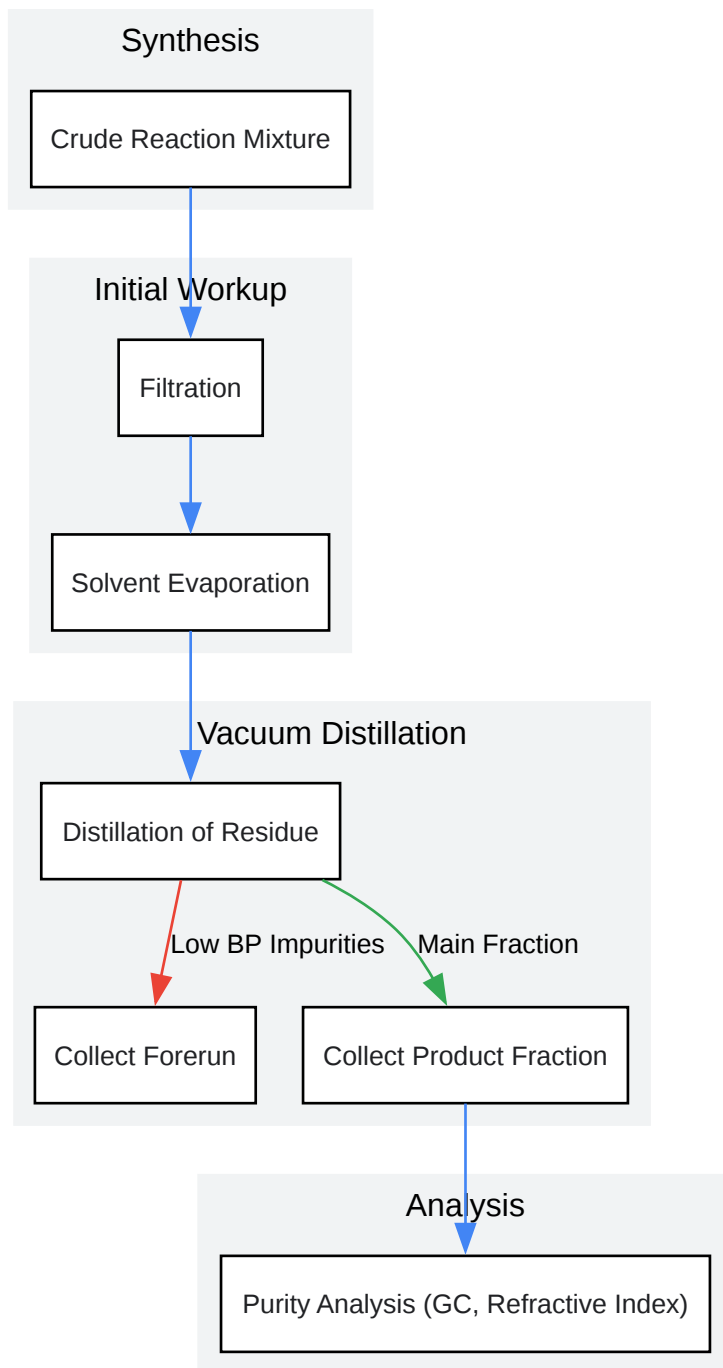 Synthesis
Crude Reaction Mixture
Initial Workup
Filtration
Solvent Evaporation
Vacuum Distillation
Distillation of Residue
Low BP Impurities
Main Fraction
Collect Forerun
Collect Product Fraction
Analysis
Purity Analysis (GC, Refractive Index)